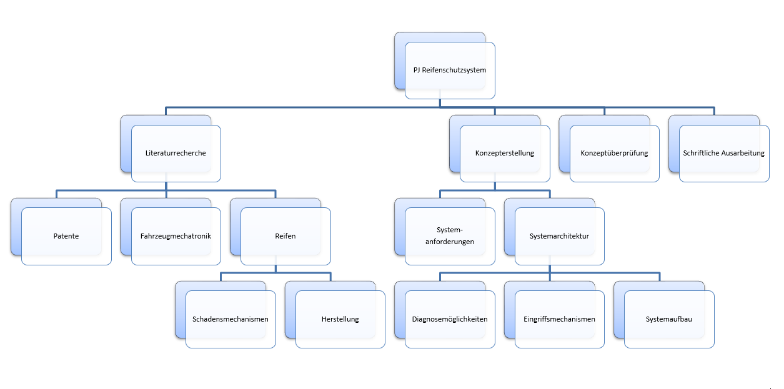 PJ Reifenschutzsystem
Literaturrecherche
Konzepterstellung
Konzeptüberprüfung
Schriftliche Ausarbeitung
Patente
Fahrzeugmechatronik
Reifen
System-
anforderungen
Systemarchitektur
Schadensmechanismen
Herstellung
Diagnosemöglichkeiten
Eingriffsmechanismen
Systemaufbau